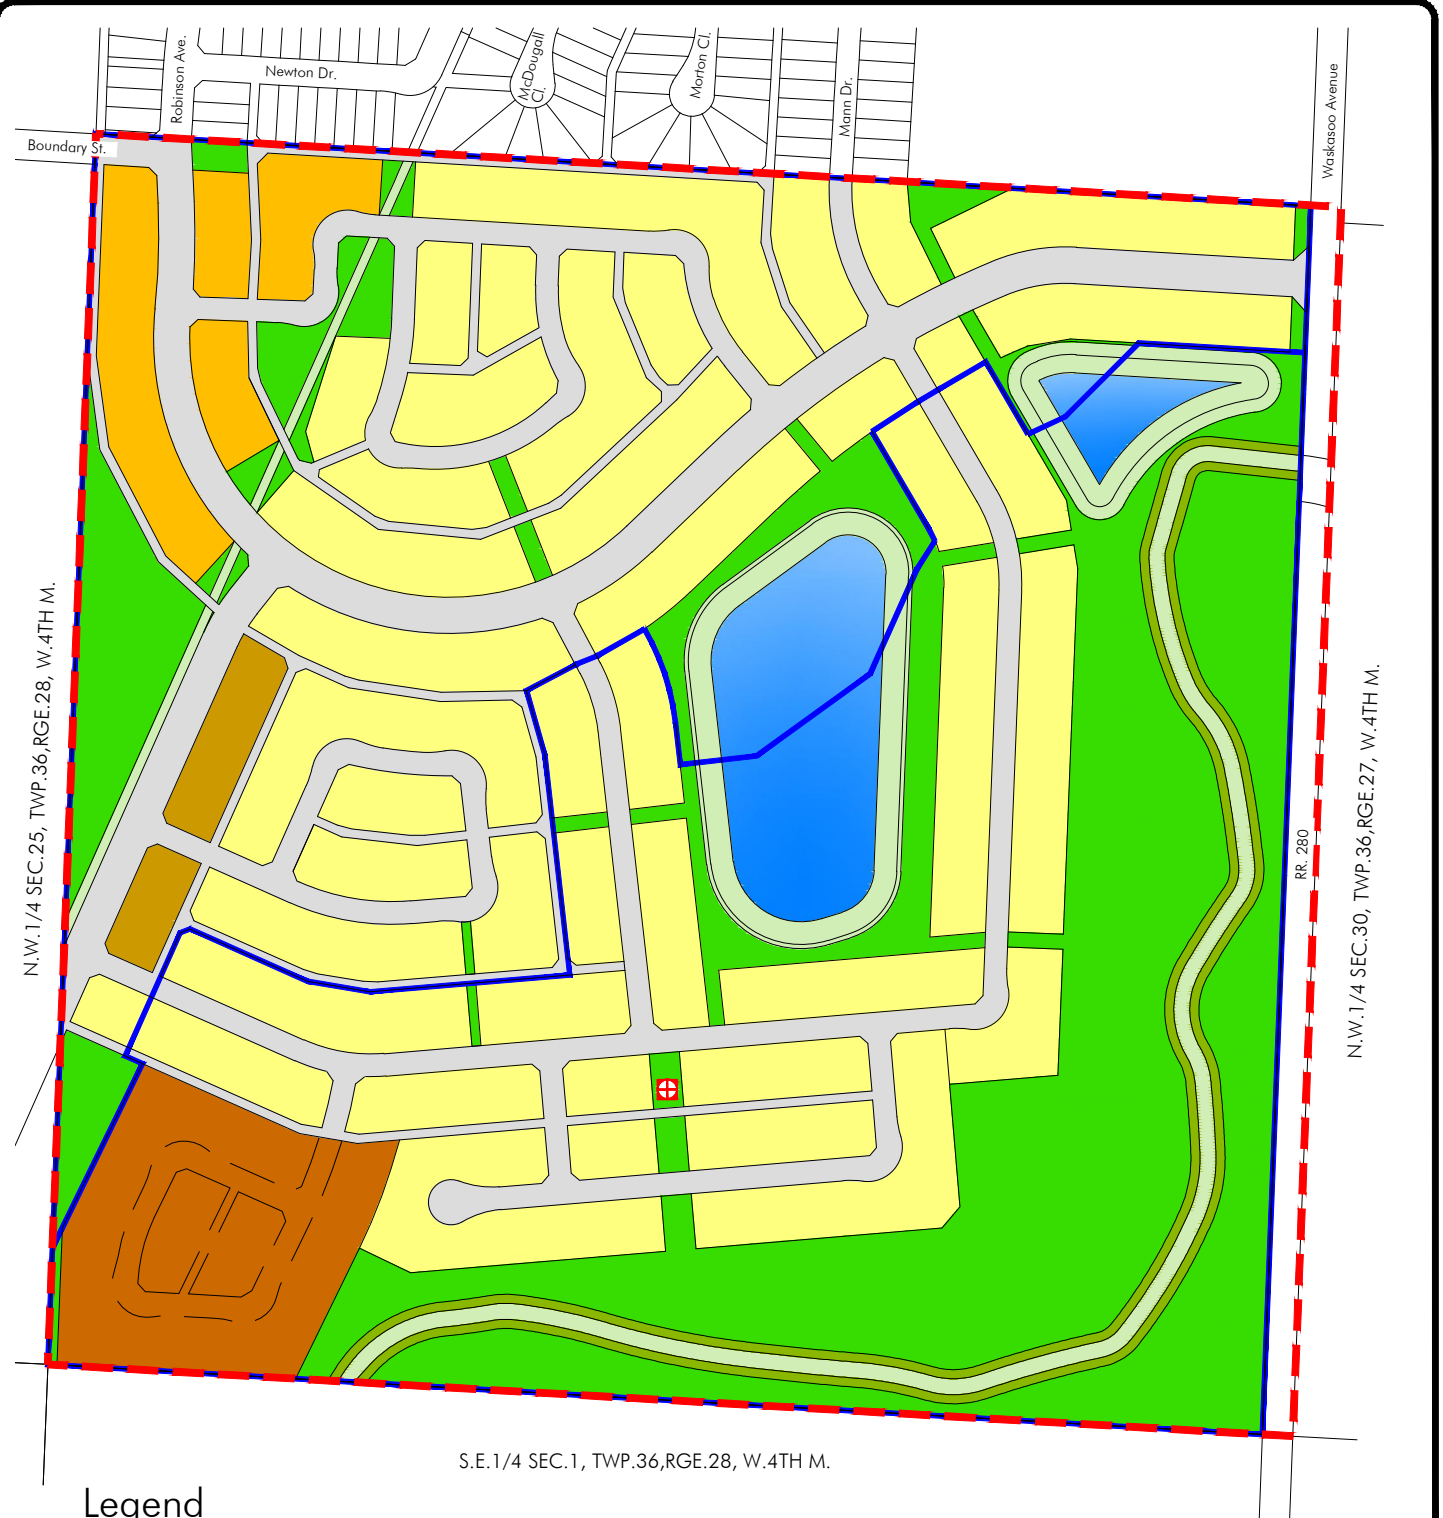 Robinson Ave.
Newton Dr.
McDougall
Cl.
Morton Cl.
Mann Dr.
Waskasoo Avenue
Boundary St.
N.W.1/4 SEC.25, TWP.36,RGE.28, W.4TH M.
RR. 280
N.W.1/4 SEC.30, TWP.36,RGE.27, W.4TH M.
S.E.1/4 SEC.1, TWP.36,RGE.28, W.4TH M.
Legend